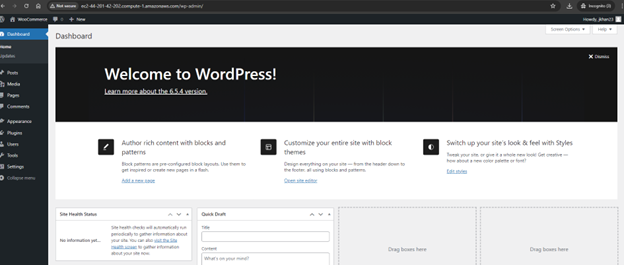 Not secure ec2-44-201-42-202.compute-1.amazonaws.com/wp-admin/
Incognito (3)
WooCommerce 0 + New
Howdy, jkhan23
Dashboard
Home
Updates
Posts
Media
Pages
Comments
Appearance
Plugins
Users
Tools
Settings
Collapse menu
Dashboard
Screen Options
Help
Welcome to WordPress!
Learn more about the 6.5.4 version.
Dismiss
Author rich content with blocks and
patterns
Block patterns are pre-configured block layouts. Use them to
get inspired or create new pages in a flash.
Add a new page
Customize your entire site with block
themes
Design everything on your site — from the header down to
the footer, all using blocks and patterns.
Open site editor
Switch up your site's look & feel with Styles
Tweak your site, or give it a whole new look! Get creative —
how about a new color palette or font?
Edit styles
Site Health Status
No information yet...
Site health checks will automatically run
periodically to gather information about
your site. You can also visit the Site
Health screen to gather information
about your site now.
Quick Draft
Title
Content
What's on your mind?
Drag boxes here
Drag boxes here